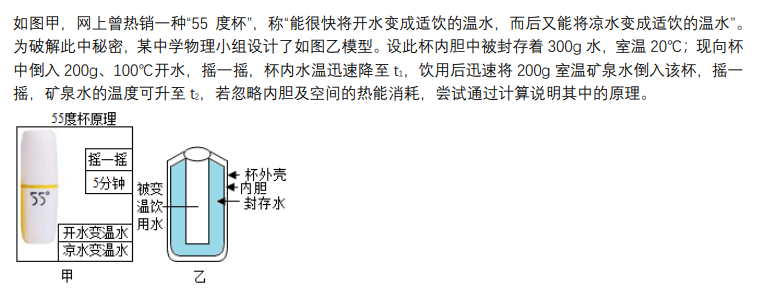 如图甲，网上曾热销一种“55 度杯”，称“能很快将开水变成适饮的温水，而后又能将凉水变成适饮的温水”。
为破解此中秘密，某中学物理小组设计了如图乙模型。设此杯内胆中被封存着 300g 水，室温 20℃；现向杯
中倒入 200g、100℃开水，摇一摇，杯内水温迅速降至 t₁，饮用后迅速将 200g 室温矿泉水倒入该杯，摇一
摇，矿泉水的温度可升至 t₂，若忽略内胆及空间的热能消耗，尝试通过计算说明其中的原理。
55度杯原理
摇一摇
5分钟
55°
开水变温水
凉水变温水
甲
被变
温饮
用水
杯外壳
内胆
封存水
乙